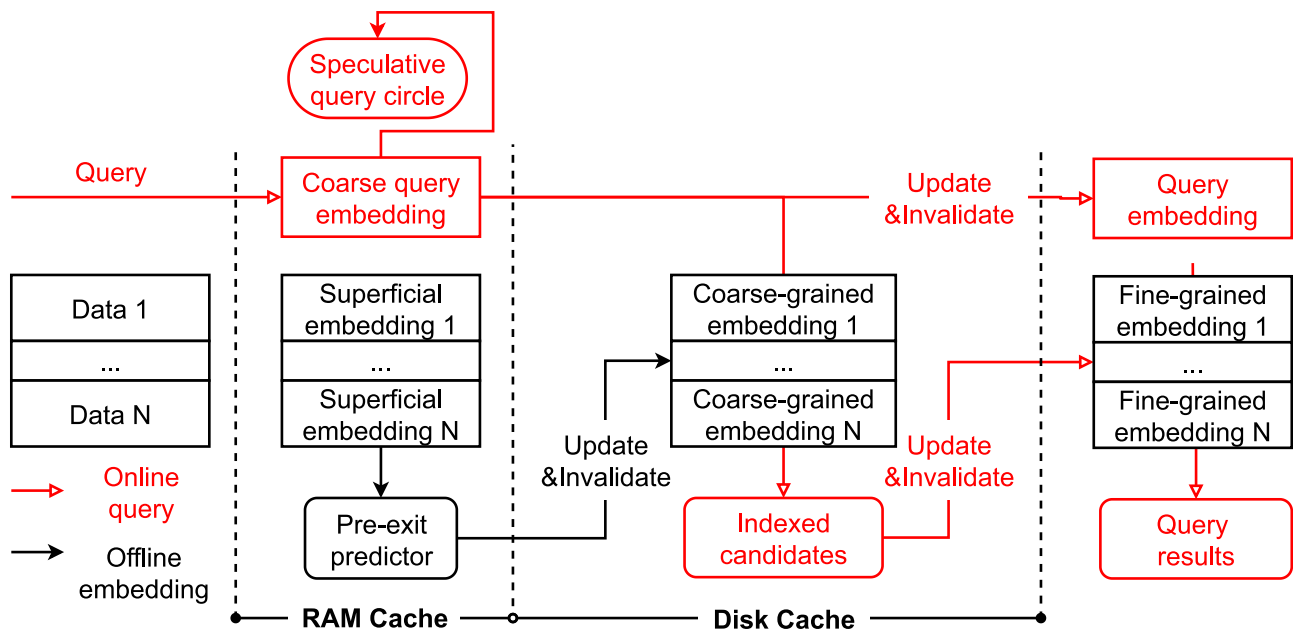 Speculative
query circle
Query
Coarse query
embedding
Update
&Invalidate
Query
embedding
Data 1
...
Data N
Superficial
embedding 1
...
Superficial
embedding N
Coarse-grained
embedding 1
...
Coarse-grained
embedding N
Fine-grained
embedding 1
...
Fine-grained
embedding N
Update
&Invalidate
Update
&Invalidate
Online
query
Offline
embedding
Pre-exit
predictor
Indexed
candidates
Query
results
RAM Cache
Disk Cache